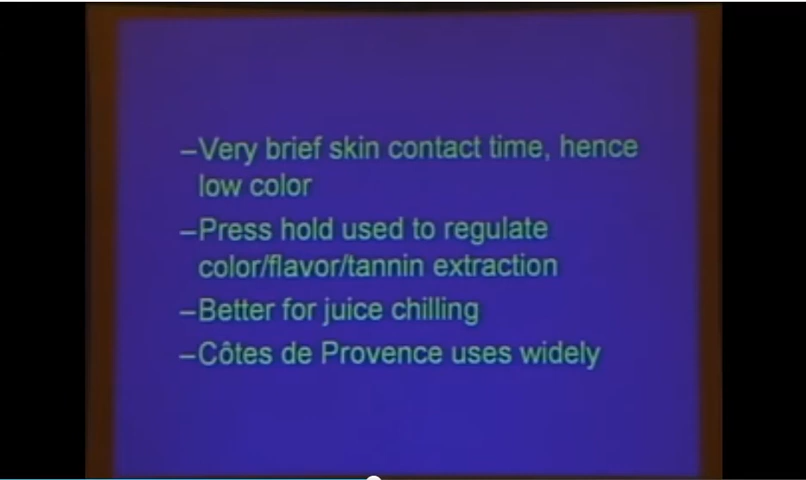 –Very brief skin contact time, hence
low color
–Press hold used to regulate
color/flavor/tannin extraction
–Better for juice chilling
–Côtes de Provence uses widely